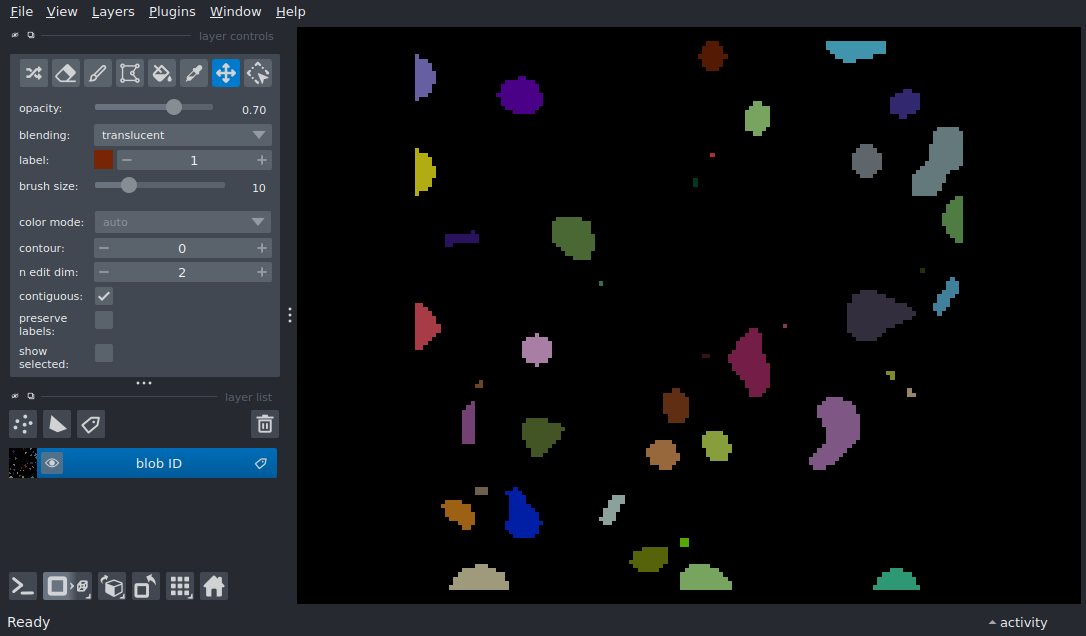 File View Layers Plugins Window Help
layer controls
opacity: 0.70
blending: translucent
label: 1
brush size: 10
color mode: auto
contour: 0
n edit dim: 2
contiguous:
preserve
labels:
show
selected:
layer list
blob ID
Ready
activity